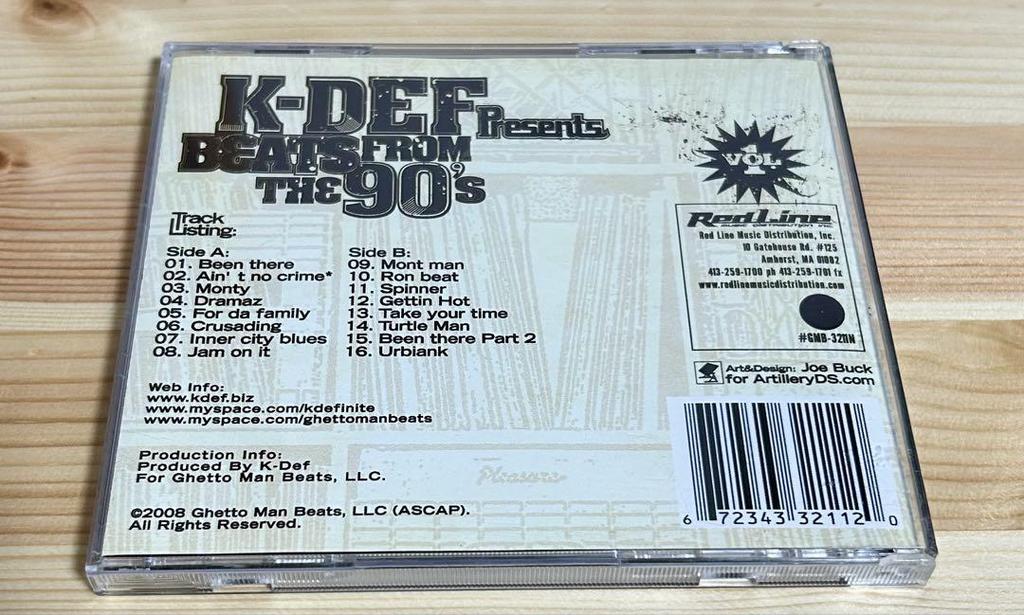 K-DEF Presents
BEATS FROM
THE 90's
VOL.
1
Track
Listing:
Side A:
01. Been there
02. Ain' t no crime*
03. Monty
04. Dramaz
05. For da family
06. Crusading
07. Inner city blues
08. Jam on it
Side B:
09. Mont man
10. Ron beat
11. Spinner
12. Gettin Hot
13. Take your time
14. Turtle Man
15. Been there Part 2
16. Urbiank
Red Line
MUSIC DISTRIBUTION INC.
Red Line Music Distribution, Inc.
10 Gatehouse Rd. #125
Amherst, MA 01002
413-259-1700 ph 413-259-1701 fx
www.redlinemusicdistribution.com
Art&Design: Joe Buck
for ArtilleryDS.com
Web Info:
www.kdef.biz
www.myspace.com/kdefinite
www.myspace.com/ghettomanbeats
Production Info:
Produced By K-Def
For Ghetto Man Beats, LLC.
Pleasure
©2008 Ghetto Man Beats, LLC (ASCAP).
All Rights Reserved.
6 72343 32112 0